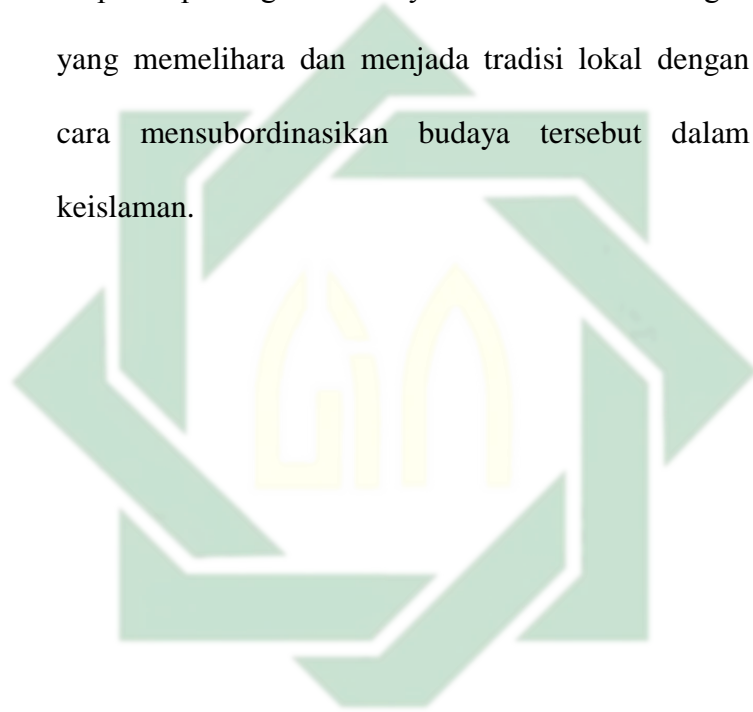 yang memelihara dan menjada tradisi lokal dengan
cara mensubordinasikan budaya tersebut dalam
keislaman.